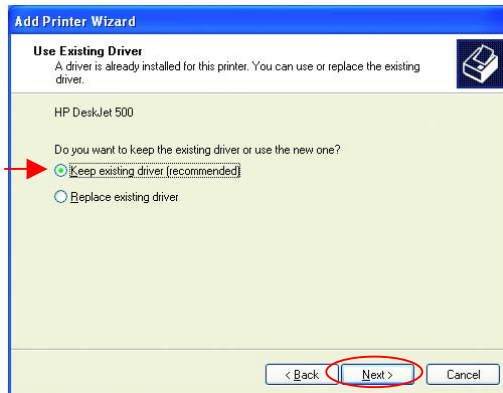 Add Printer Wizard
Use Existing Driver
A driver is already installed for this printer. You can use or replace the existing
driver.
HP DeskJet 500
Do you want to keep the existing driver or use the new one?
Keep existing driver (recommended)
Replace existing driver
< Back
Next >
Cancel